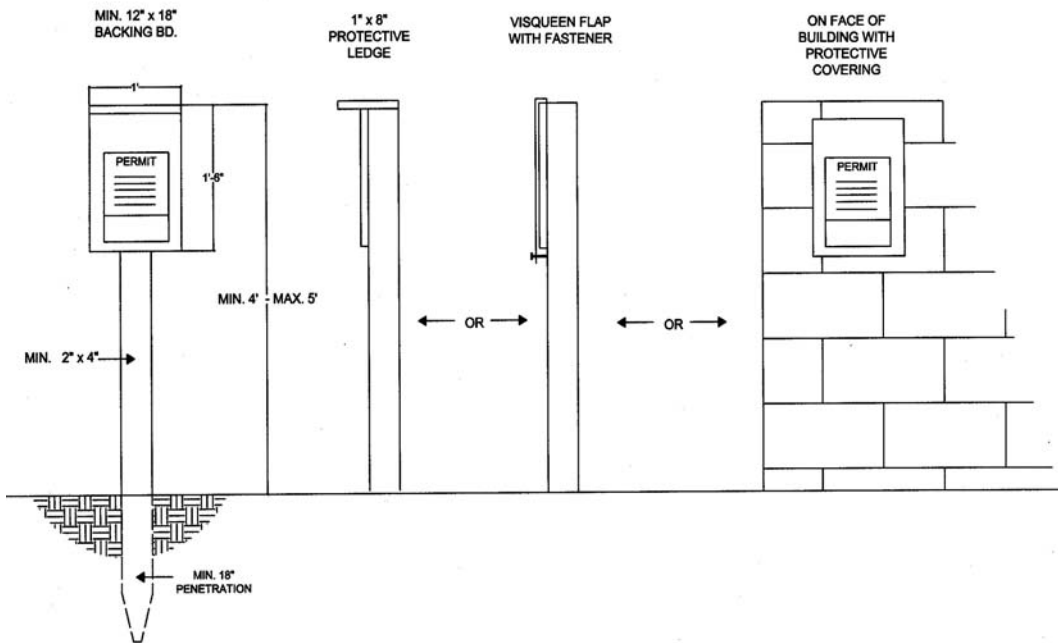 MIN. 12" x 18"
BACKING BD.
1" x 8"
PROTECTIVE
LEDGE
VISQUEEN FLAP
WITH FASTENER
ON FACE OF
BUILDING WITH
PROTECTIVE
COVERING
1'
PERMIT
1'-6"
PERMIT
MIN. 4' - MAX. 5'
OR
OR
MIN. 2" x 4"
MIN. 18"
PENETRATION